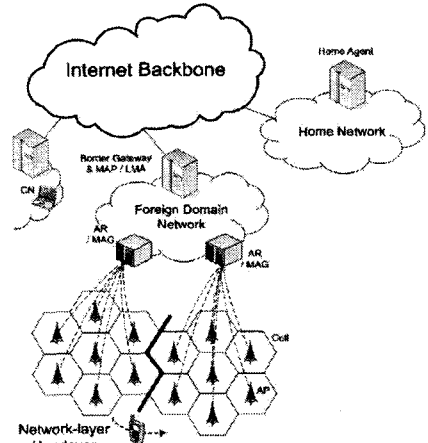 Home Agent
Internet Backbone
Home Network
Border Gateway
& MAP / LMA
CN
Foreign Domain
Network
AR
/ MAG
AR
/ MAG
Cell
AP
Network-layer